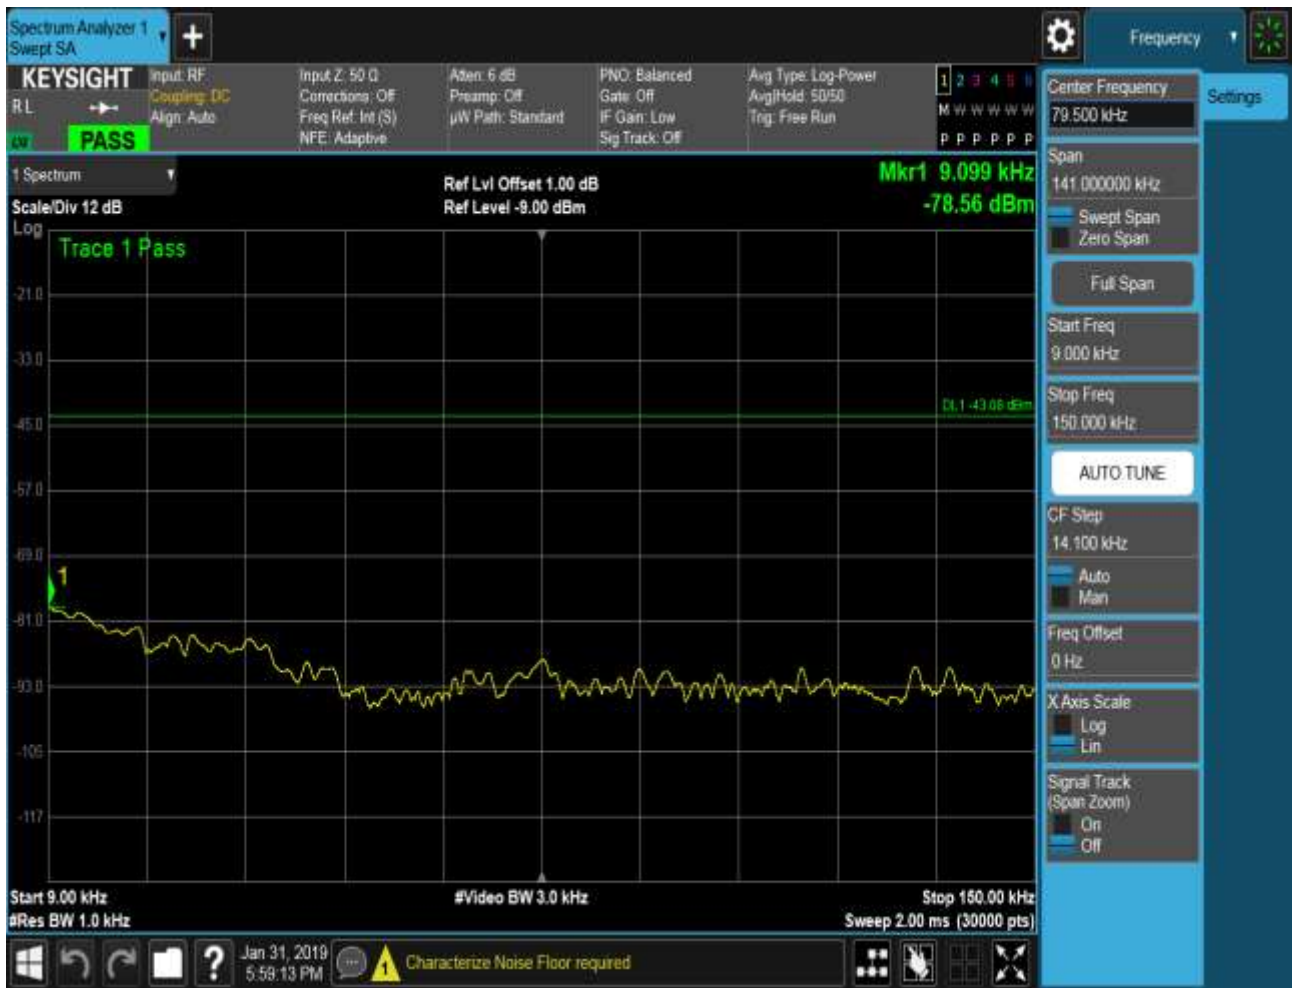 Spectrum Analyzer 1
Swept SA
Frequency
KEYSIGHT
R L
PASS
Input: RF
Coupling: DC
Align: Auto
Input Z: 50 Ω
Corrections: Off
Freq Ref: Int (S)
NFE: Adaptive
Atten: 6 dB
Preamp: Off
µW Path: Standard
PNO: Balanced
Gate: Off
IF Gain: Low
Sig Track: Off
Avg Type: Log-Power
Avg|Hold: 50/50
Trig: Free Run
1 2 3 4 5 6
M W W W W W
P P P P P P
1 Spectrum
Scale/Div 12 dB
Log
Ref Lvl Offset 1.00 dB
Ref Level -9.00 dBm
Mkr1 9.099 kHz
-78.56 dBm
Trace 1 Pass
-21.0
-33.0
DL1 -43.06 dBm
-45.0
-57.0
-69.0
1
-81.0
-93.0
-105
-117
Start 9.00 kHz
#Video BW 3.0 kHz
Stop 150.00 kHz
#Res BW 1.0 kHz
Sweep 2.00 ms (30000 pts)
Center Frequency
79.500 kHz
Settings
Span
141.000000 kHz
Swept Span
Zero Span
Full Span
Start Freq
9.000 kHz
Stop Freq
150.000 kHz
AUTO TUNE
CF Step
14.100 kHz
Auto
Man
Freq Offset
0 Hz
X Axis Scale
Log
Lin
Signal Track
(Span Zoom)
On
Off
?
Jan 31, 2019
5:59:13 PM
1
Characterize Noise Floor required